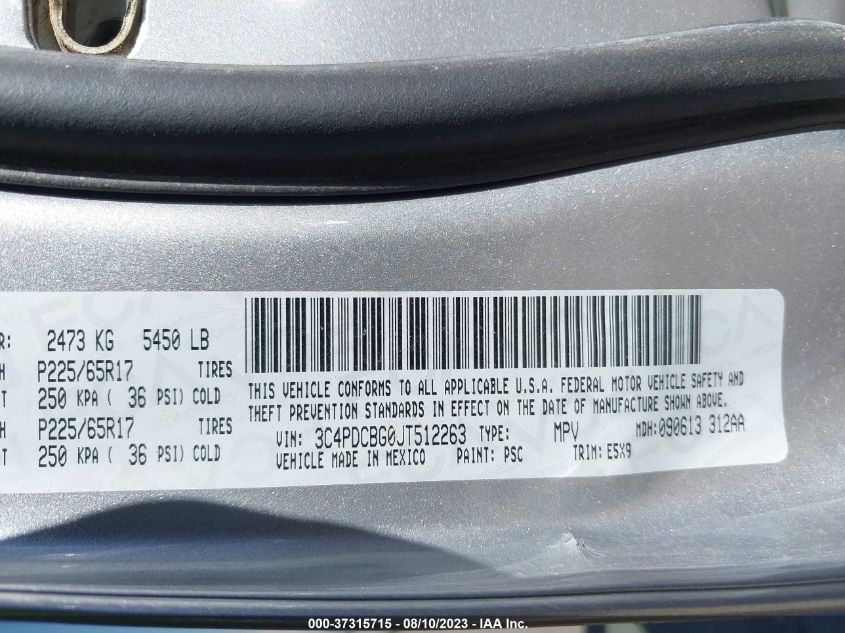 R: 2473 KG 5450 LB
H P225/65R17 TIRES
T 250 KPA ( 36 PSI) COLD
H P225/65R17 TIRES
T 250 KPA ( 36 PSI) COLD
THIS VEHICLE CONFORMS TO ALL APPLICABLE U.S.A. FEDERAL MOTOR VEHICLE SAFETY AND
THEFT PREVENTION STANDARDS IN EFFECT ON THE DATE OF MANUFACTURE SHOWN ABOVE.
VIN: 3C4PDCBG0JT512263 TYPE: MPV MDH: 090613 312AA
VEHICLE MADE IN MEXICO PAINT: PSC TRIM: E5X9
000-37315715 - 08/10/2023 - IAA Inc.